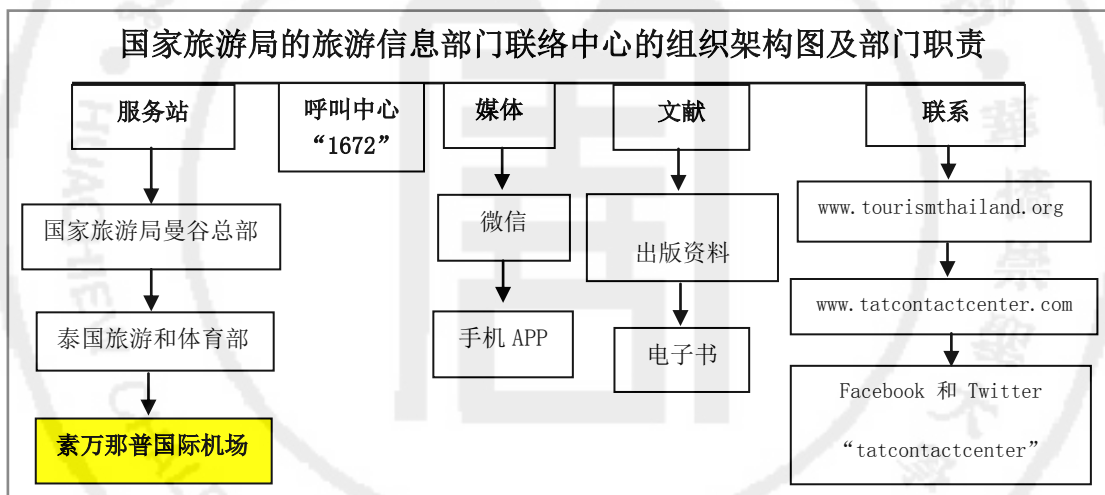 国家旅游局的旅游信息部门联络中心的组织架构图及部门职责
服务站
国家旅游局曼谷总部
泰国旅游和体育部
素万那普国际机场
呼叫中心
“1672”
媒体
微信
手机 APP
文献
出版资料
电子书
联系
www.tourismthailand.org
www.tatcontactcenter.com
Facebook 和 Twitter
“tatcontactcenter”